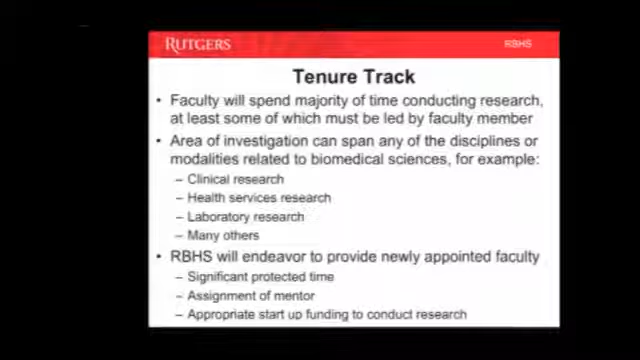 RUTGERS
RBHS
Tenure Track
• Faculty will spend majority of time conducting research,
at least some of which must be led by faculty member
• Area of investigation can span any of the disciplines or
modalities related to biomedical sciences, for example:
– Clinical research
– Health services research
– Laboratory research
– Many others
• RBHS will endeavor to provide newly appointed faculty
– Significant protected time
– Assignment of mentor
– Appropriate start up funding to conduct research